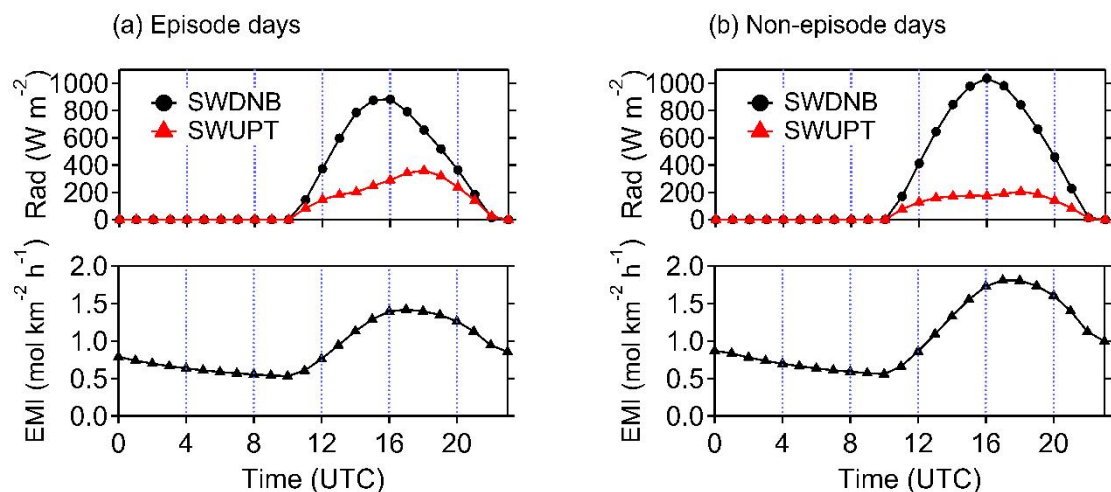 (a) Episode days
(b) Non-episode days
Rad (W m⁻²)
1000
800
600
400
200
0
SWDNB
SWUPT
EMI (mol km⁻² h⁻¹)
2.0
1.5
1.0
0.5
0.0
0 4 8 12 16 20
Time (UTC)
Rad (W m⁻²)
1000
800
600
400
200
0
SWDNB
SWUPT
EMI (mol km⁻² h⁻¹)
2.0
1.5
1.0
0.5
0.0
0 4 8 12 16 20
Time (UTC)